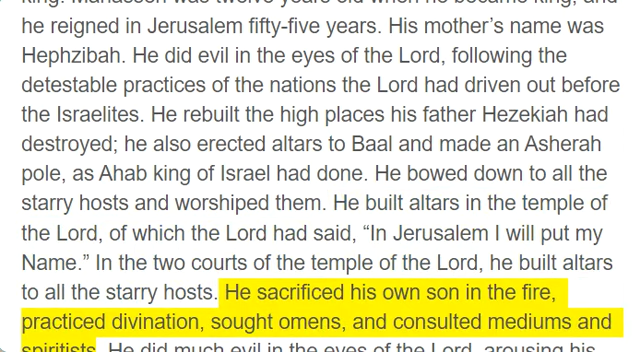 king. Manasseh was twelve years old when he became king, and
he reigned in Jerusalem fifty-five years. His mother’s name was
Hephzibah. He did evil in the eyes of the Lord, following the
detestable practices of the nations the Lord had driven out before
the Israelites. He rebuilt the high places his father Hezekiah had
destroyed; he also erected altars to Baal and made an Asherah
pole, as Ahab king of Israel had done. He bowed down to all the
starry hosts and worshiped them. He built altars in the temple of
the Lord, of which the Lord had said, “In Jerusalem I will put my
Name.” In the two courts of the temple of the Lord, he built altars
to all the starry hosts. He sacrificed his own son in the fire,
practiced divination, sought omens, and consulted mediums and
spiritists. He did much evil in the eyes of the Lord, arousing his